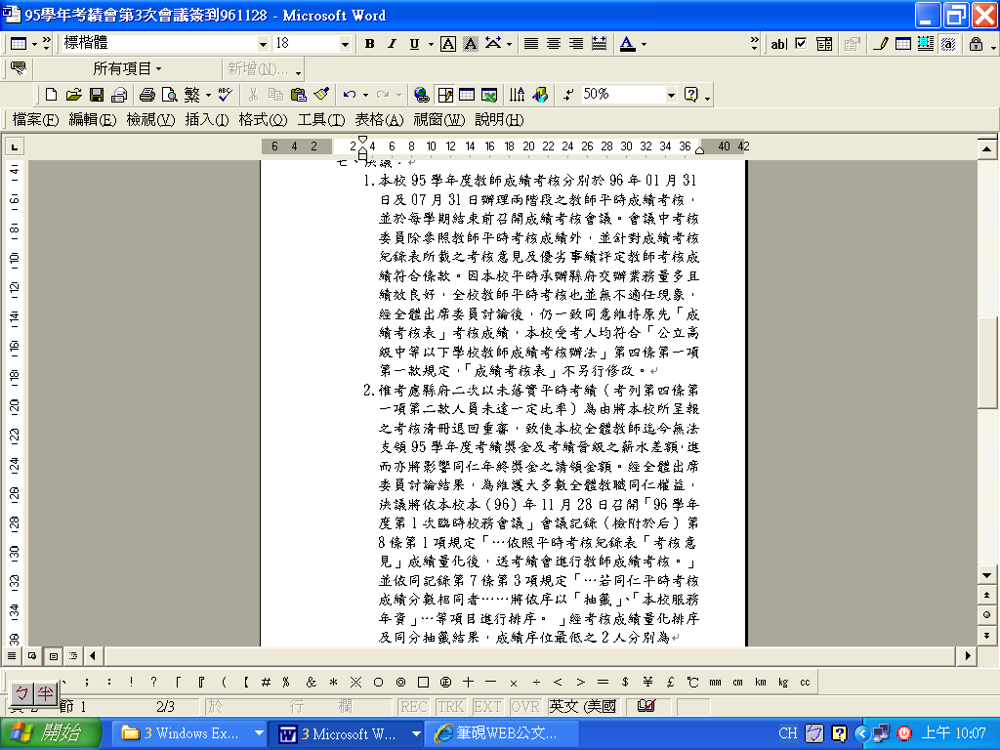 95學年考績會第3次會議簽到961128 - Microsoft Word
標楷體 18 B I U A A A
所有項目 新增(N)...
繁 ABC 50%
檔案(F) 編輯(E) 檢視(V) 插入(I) 格式(O) 工具(T) 表格(A) 視窗(W) 說明(H)
6 4 2 2 4 6 8 10 12 14 16 18 20 22 24 26 28 30 32 34 36 40 42
七、決議：
1.本校 95 學年度教師成績考核分別於 96 年 01 月 31
日及 07 月 31 日辦理兩階段之教師平時成績考核，
並於每學期結束前召開成績考核會議。會議中考核
委員除參照教師平時考核成績外，並針對成績考核
紀錄表所載之考核意見及優劣事績評定教師考核成
績符合條款。因本校平時承辦縣府交辦業務量多且
績效良好，全校教師平時考核也並無不適任現象，
經全體出席委員討論後，仍一致同意維持原先「成
績考核表」考核成績，本校受考人均符合「公立高
級中等以下學校教師成績考核辦法」第四條第一項
第一款規定，「成績考核表」不另行修改。
2.惟考慮縣府二次以未落實平時考績（考列第四條第
一項第二款人員未達一定比率）為由將本校所呈報
之考核清冊退回重審，致使本校全體教師迄今無法
支領 95 學年度考績獎金及考績晉級之薪水差額，進
而亦將影響同仁年終獎金之請領金額。經全體出席
委員討論結果，為維護大多數全體教職同仁權益，
決議將依本校本（96）年 11 月 28 日召開「96 學年
度第 1 次臨時校務會議」會議記錄（檢附於后）第
8 條第 1 項規定「…依照平時考核紀錄表「考核意
見」成績量化後，送考績會進行教師成績考核。」
並依同記錄第 7 條第 3 項規定「…若同仁平時考核
成績分數相同者……將依序以「抽籤」、「本校服務
年資」…等項目進行排序。 」經考核成績量化排序
及同分抽籤結果，成績序位最低之 2 人分別為
4 6 8 10 12 14 16 18 20 22 24 26 28 30 32 34 36
、 ； ： ！ ？ 『 『 （ 【 # % & * ※ ○ ◎ □ ㊣ ＋ － × ÷ ＜ ＞ ＝ $ ¥ £ ℃ mm cm km kg cc
ㄅ 半 節 1 2/3 於 行 欄 REC TRK EXT OVR 英文 (美國
開始 3 Windows Ex... 3 Microsoft W... 筆硯WEB公文... CH 上午 10:07